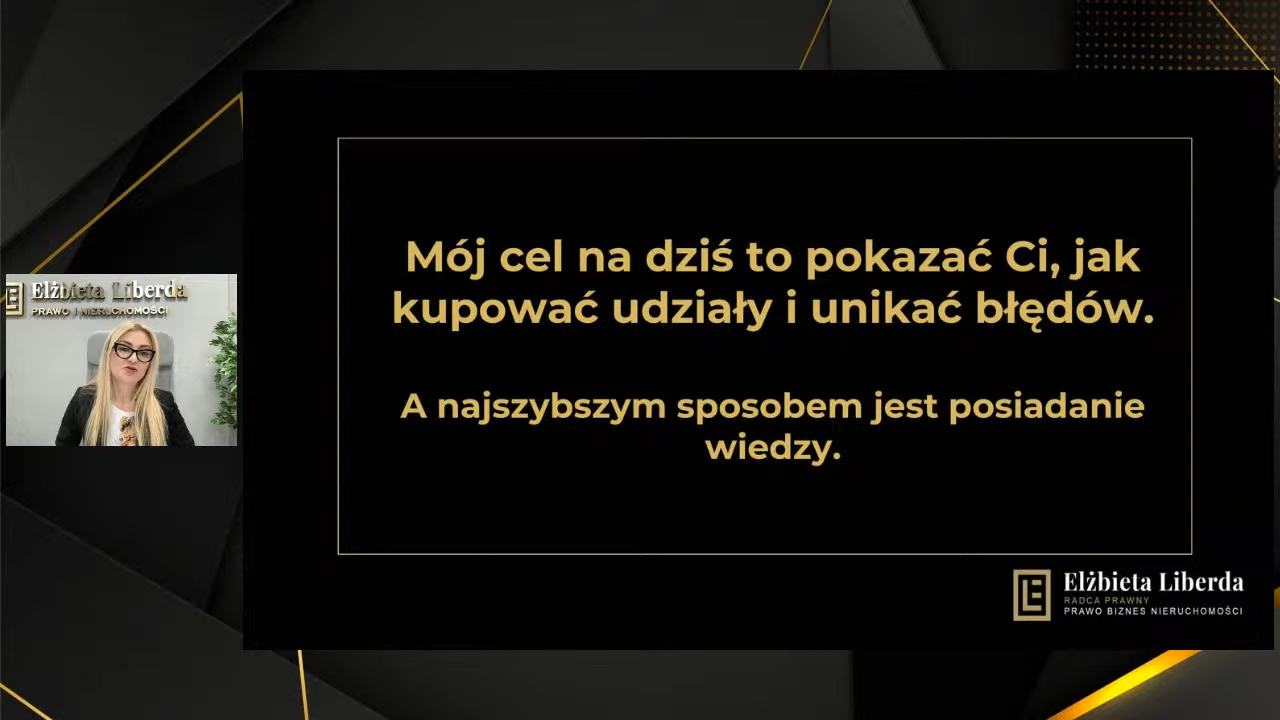 Elżbieta Liberda
PRAWO I NIERUCHOMOŚCI
Mój cel na dziś to pokazać Ci, jak
kupować udziały i unikać błędów.
A najszybszym sposobem jest posiadanie
wiedzy.
Elżbieta Liberda
RADCA PRAWNY
PRAWO BIZNES NIERUCHOMOŚCI